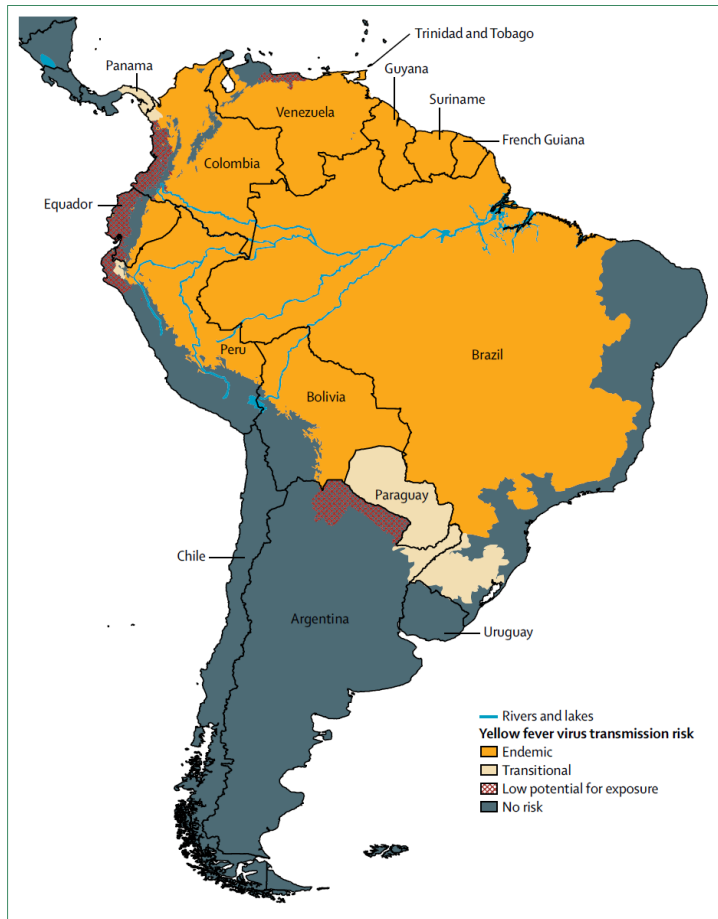 Trinidad and Tobago
Panama
Guyana
Suriname
Venezuela
French Guiana
Colombia
Equador
Peru
Brazil
Bolivia
Paraguay
Chile
Argentina
Uruguay
Rivers and lakes
Yellow fever virus transmission risk
Endemic
Transitional
Low potential for exposure
No risk